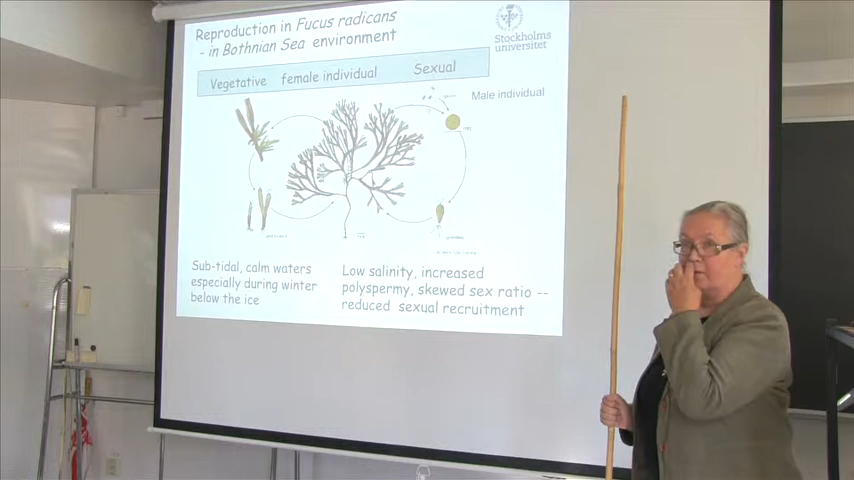 Reproduction in Fucus radicans
- in Bothnian Sea environment
Stockholms
universitet
Vegetative female individual Sexual
Male individual
Sub-tidal, calm waters
especially during winter
below the ice
Low salinity, increased
polyspermy, skewed sex ratio --
reduced sexual recruitment